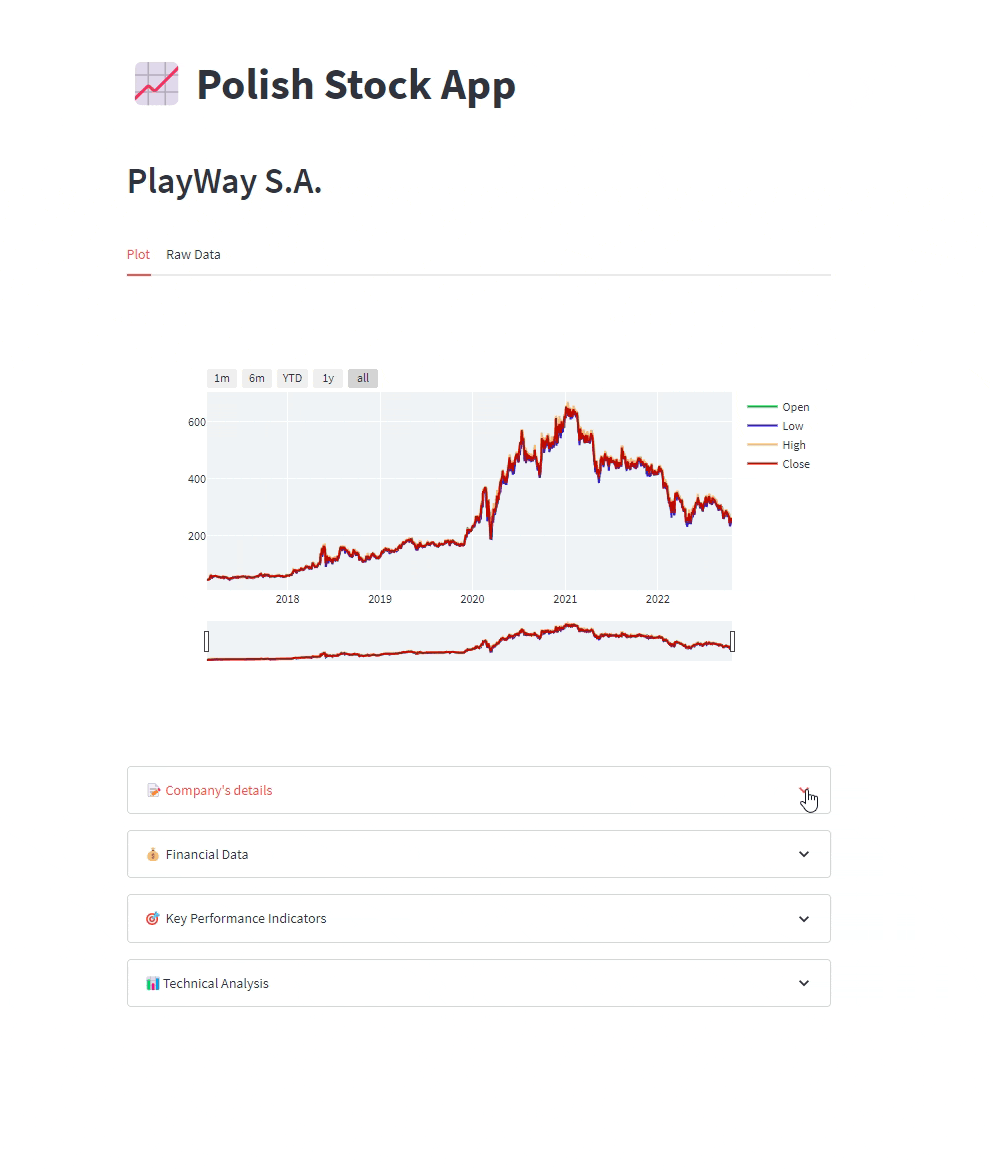 Polish Stock App
PlayWay S.A.
Plot Raw Data
1m 6m YTD 1y all
600
400
200
2018 2019 2020 2021 2022
Open
Low
High
Close
Company's details
Financial Data
Key Performance Indicators
Technical Analysis